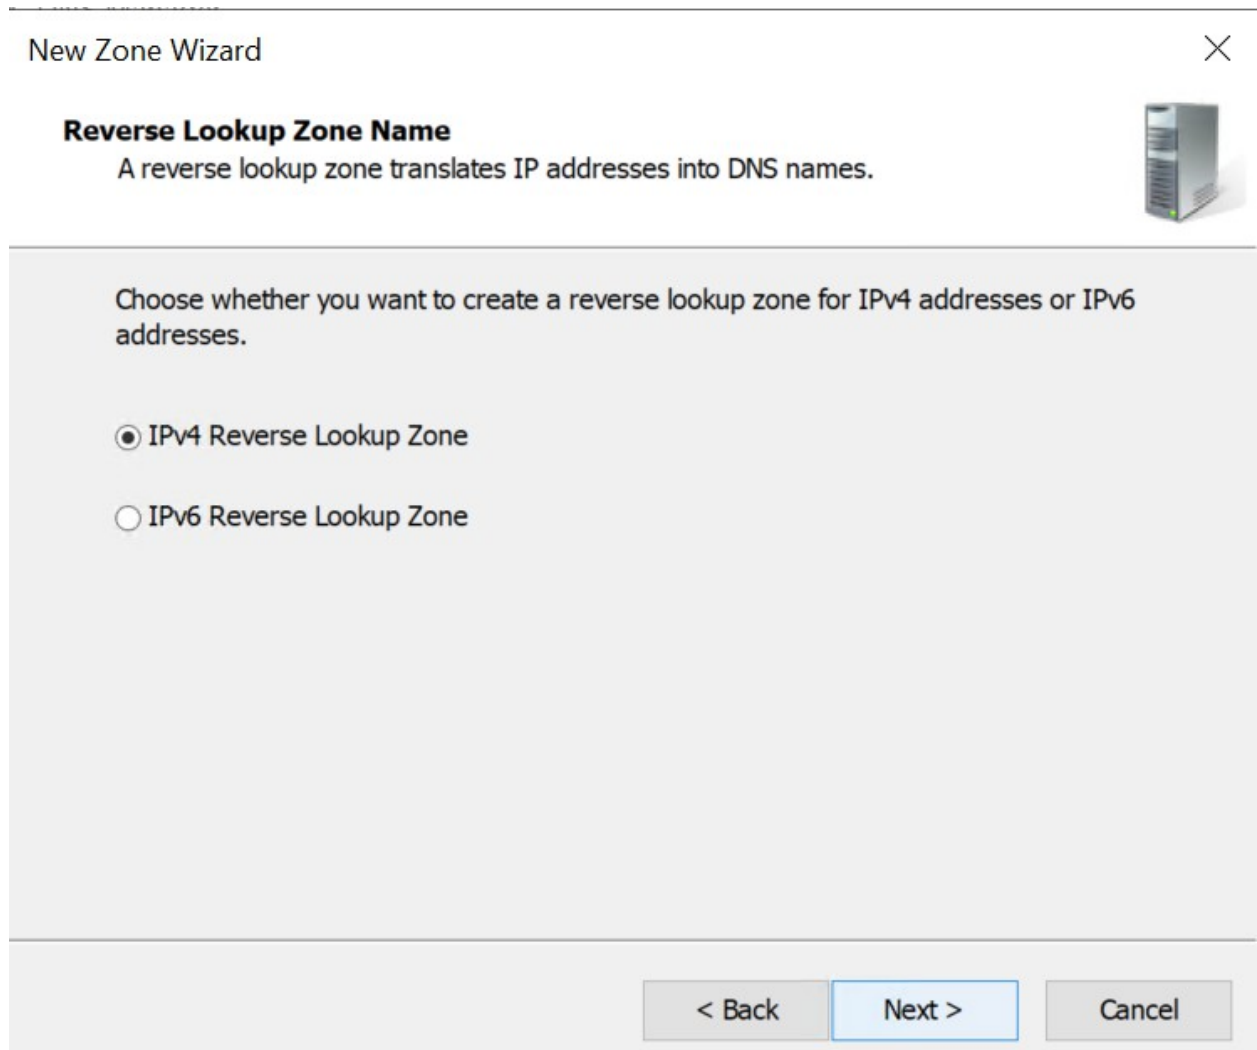 New Zone Wizard
Reverse Lookup Zone Name
A reverse lookup zone translates IP addresses into DNS names.
Choose whether you want to create a reverse lookup zone for IPv4 addresses or IPv6
addresses.
IPv4 Reverse Lookup Zone
IPv6 Reverse Lookup Zone
< Back Next > Cancel